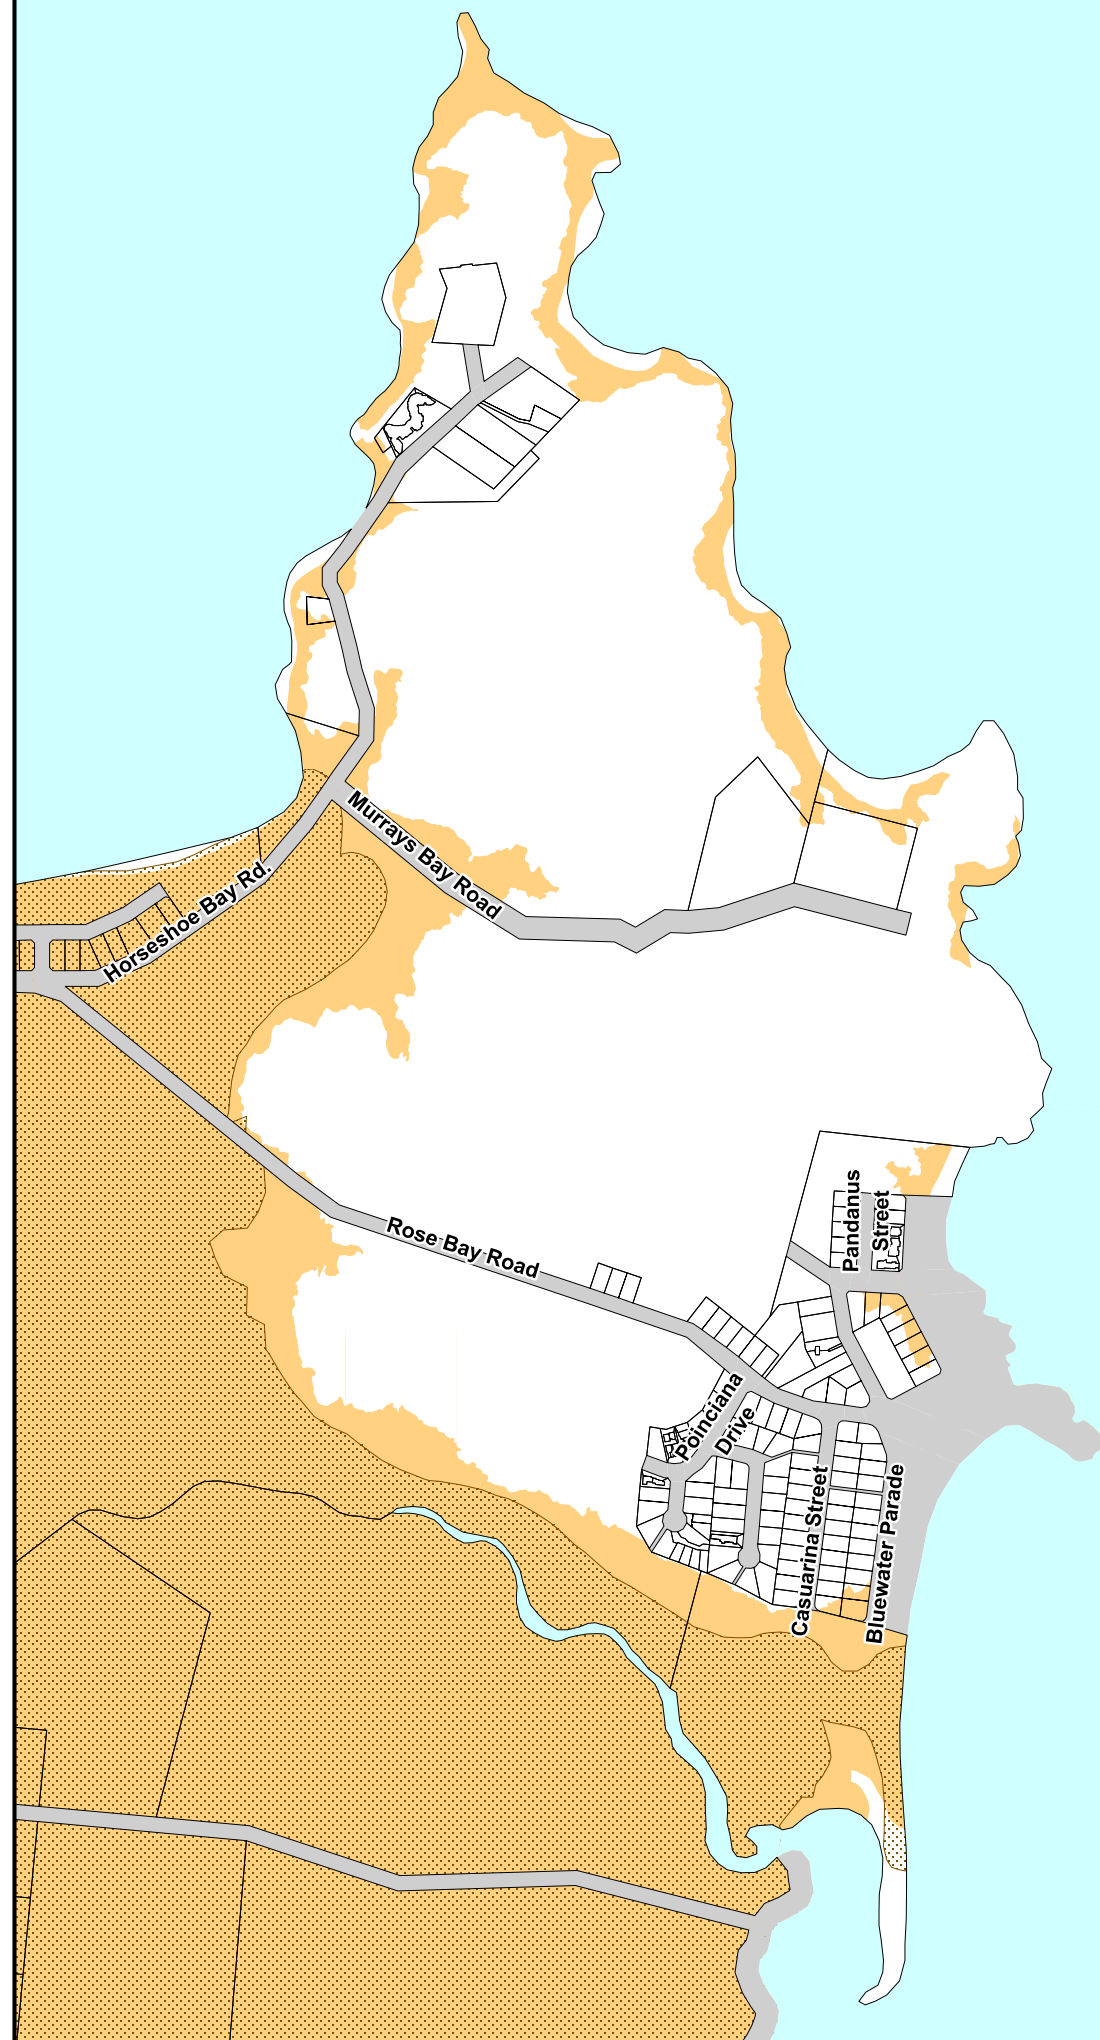 Murrays Bay Road
Horseshoe Bay Rd.
Rose Bay Road
Pandanus
Street
Poinciana
Drive
Casuarina Street
Bluewater Parade